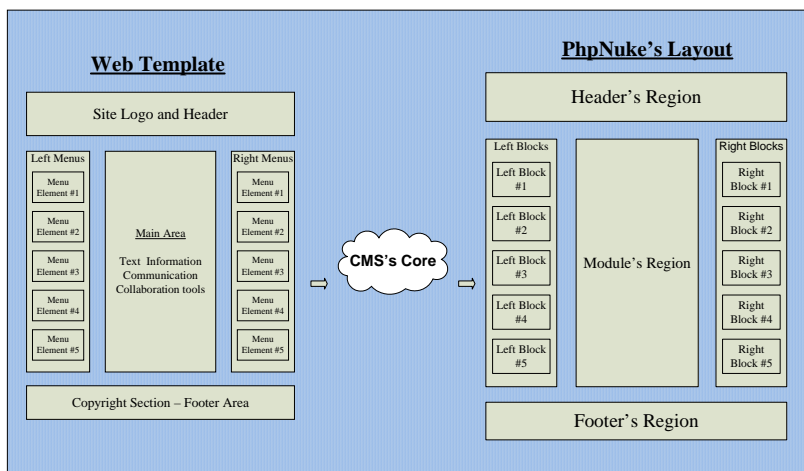 Web Template
Site Logo and Header
Left Menus
Menu
Element #1
Menu
Element #2
Menu
Element #3
Menu
Element #4
Menu
Element #5
Main Area
Text  Information
Communication
Collaboration tools
Right Menus
Menu
Element #1
Menu
Element #2
Menu
Element #3
Menu
Element #4
Menu
Element #5
Copyright Section – Footer Area
CMS's Core
PhpNuke's Layout
Header's Region
Left Blocks
Left Block
#1
Left Block
#2
Left Block
#3
Left Block
#4
Left Block
#5
Module's Region
Right Blocks
Right
Block #1
Right
Block #2
Right
Block #3
Right
Block #4
Right
Block #5
Footer's Region